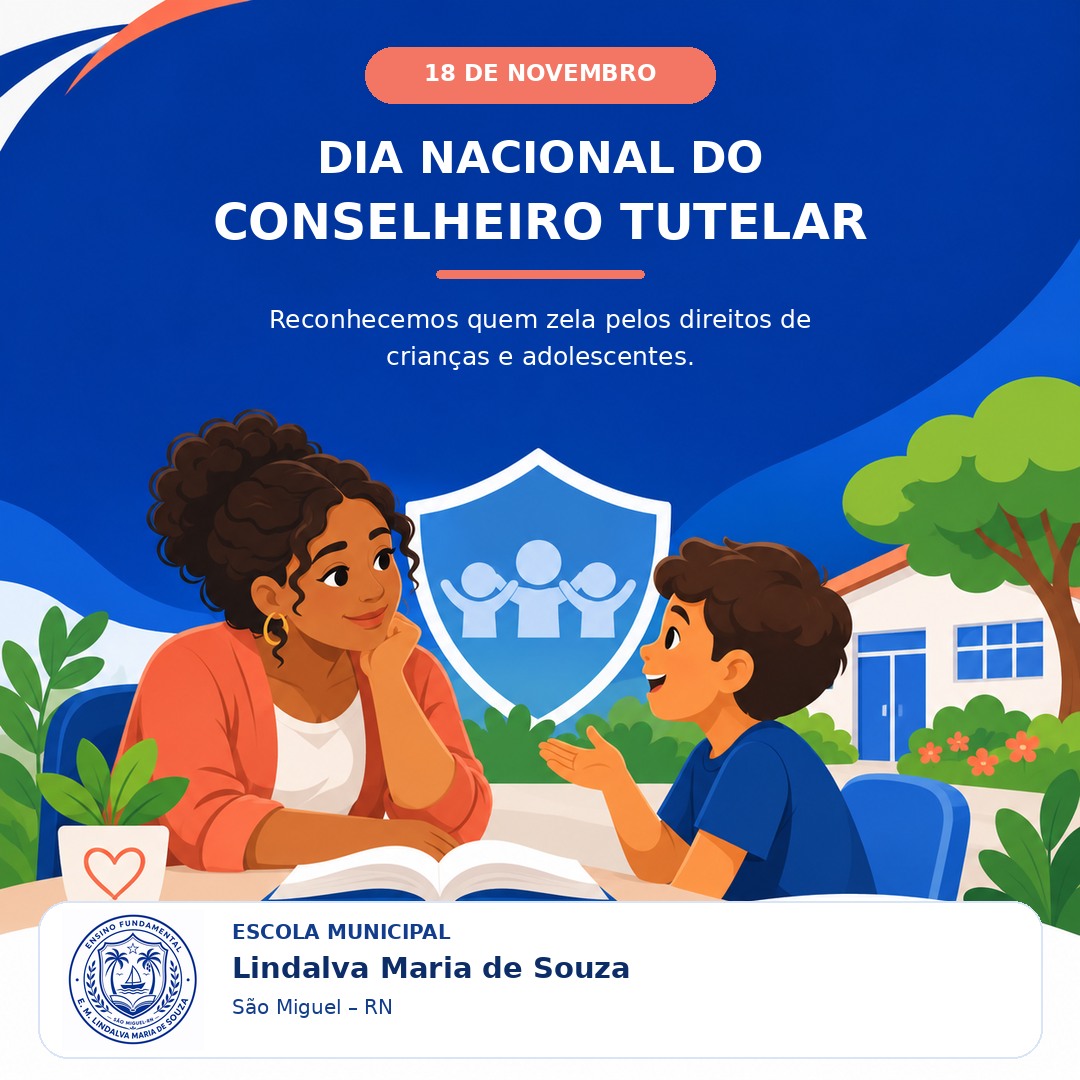 18 DE NOVEMBRO
DIA NACIONAL DO
CONSELHEIRO TUTELAR
Reconhecemos quem zela pelos direitos de
crianças e adolescentes.
ENSINO FUNDAMENTAL
SÃO MIGUEL-RN
E. M. LINDALVA MARIA DE SOUZA
ESCOLA MUNICIPAL
Lindalva Maria de Souza
São Miguel – RN